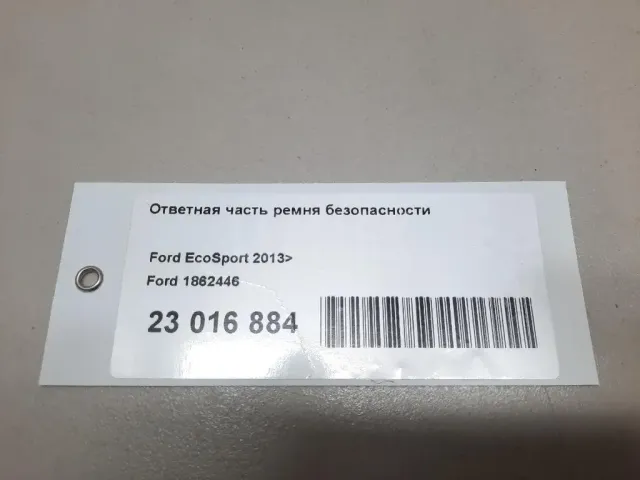 Ответная часть ремня безопасности
Ford EcoSport 2013>
Ford 1862446
23 016 884